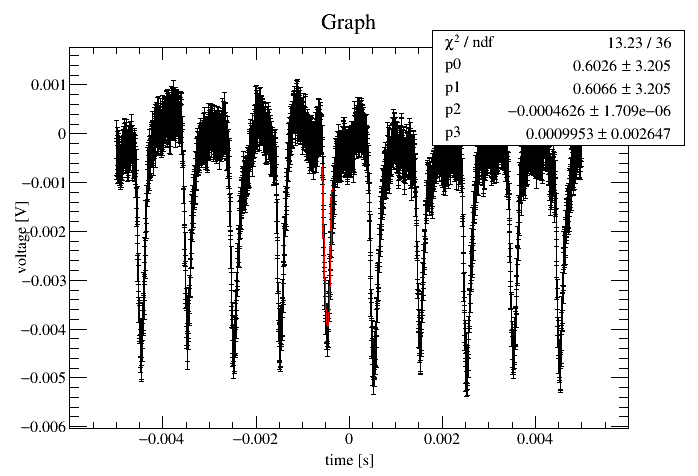 Graph
χ² / ndf 13.23 / 36
p0 0.6026 ± 3.205
p1 0.6066 ± 3.205
p2 −0.0004626 ± 1.709e−06
p3 0.0009953 ± 0.002647
0.001
0
−0.001
−0.002
−0.003
−0.004
−0.005
−0.006
voltage [V]
−0.004 −0.002 0 0.002 0.004
time [s]